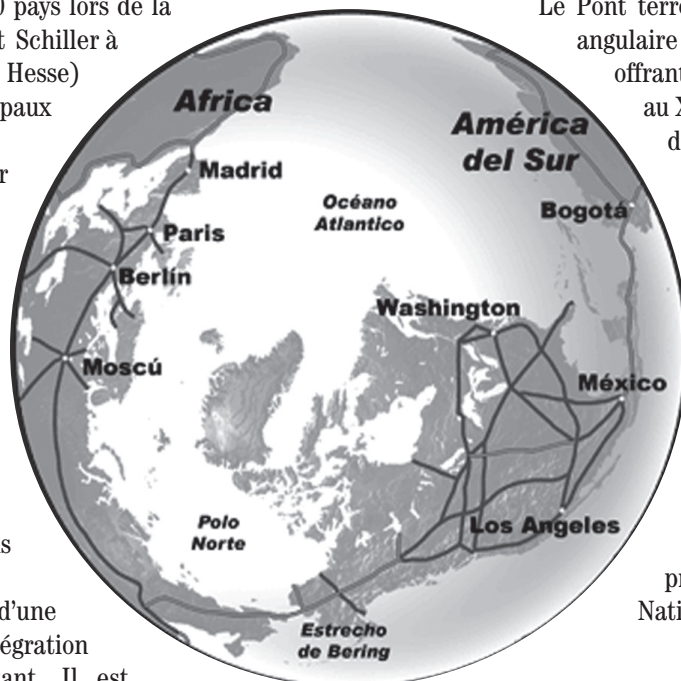 0 pays lors de la
t Schiller à
Hesse)
paux
r
s
d'une
égration
ant. Il est
Africa
América
del Sur
Madrid
Océano
Atlantico
Bogotá
Paris
Berlín
Washington
Moscú
México
Polo
Norte
Los Angeles
Estrecho
de Bering
Le Pont terre
angulaire
offrant
au X
d
pr
Nati